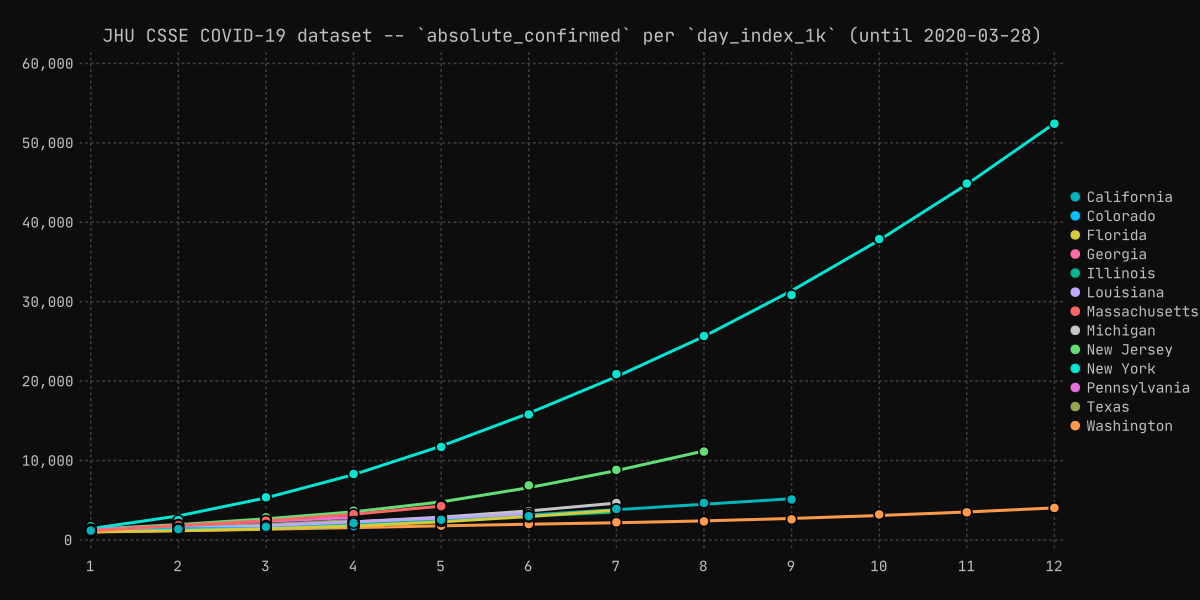 JHU CSSE COVID-19 dataset -- `absolute_confirmed` per `day_index_1k` (until 2020-03-28)
60,000
50,000
40,000
30,000
20,000
10,000
0
1 2 3 4 5 6 7 8 9 10 11 12
California
Colorado
Florida
Georgia
Illinois
Louisiana
Massachusetts
Michigan
New Jersey
New York
Pennsylvania
Texas
Washington